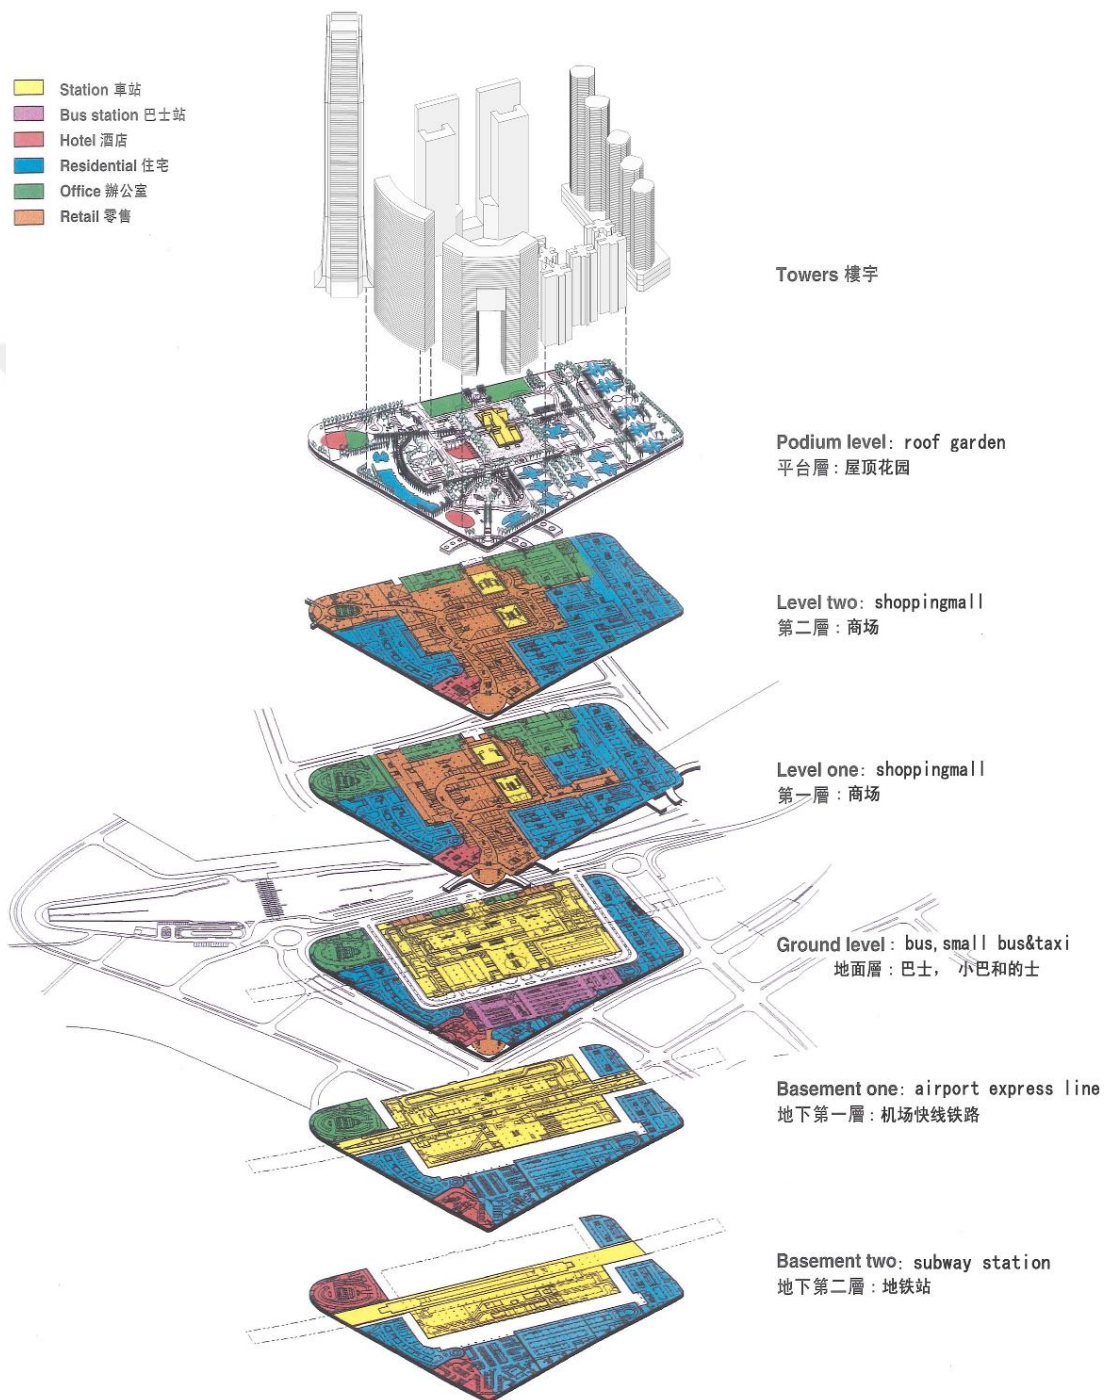 Station 車站
Bus station 巴士站
Hotel 酒店
Residential 住宅
Office 辦公室
Retail 零售
Towers 樓宇
Podium level: roof garden
平台層：屋顶花园
Level two: shoppingmall
第二層：商场
Level one: shoppingmall
第一層：商场
Ground level: bus,small bus&taxi
地面層：巴士， 小巴和的士
Basement one: airport express line
地下第一層：机场快线铁路
Basement two: subway station
地下第二層：地铁站